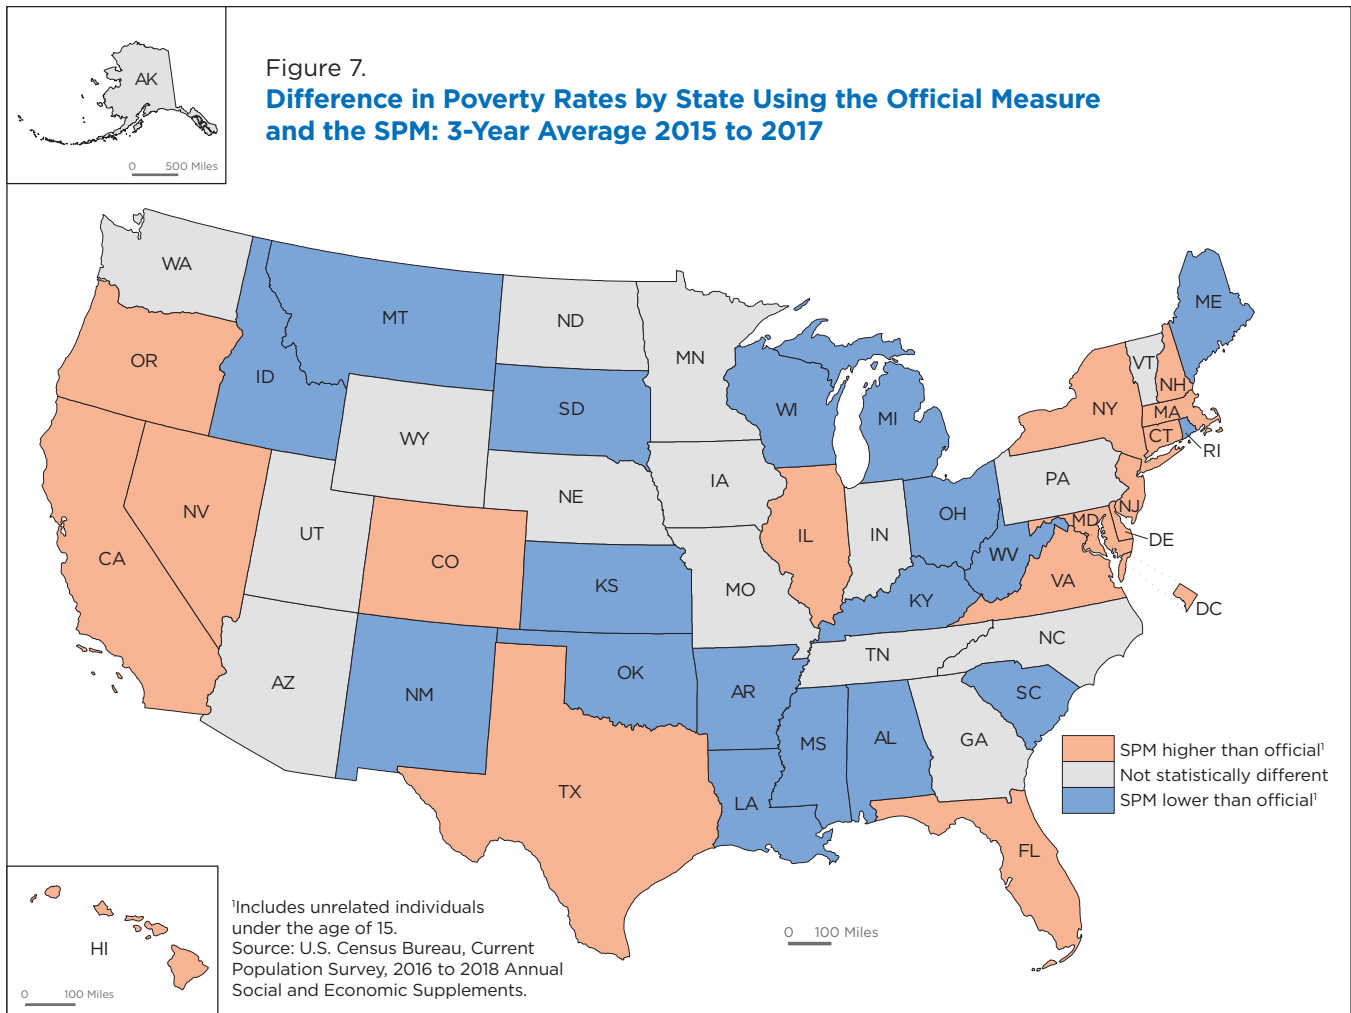 AK
0 500 Miles
Figure 7.
Difference in Poverty Rates by State Using the Official Measure
and the SPM: 3-Year Average 2015 to 2017
WA
MT
ND
MN
ME
OR
ID
SD
WI
MI
VT
NH
NY
MA
CT
RI
WY
IA
PA
NE
NV
UT
CO
IL
IN
OH
NJ
MD
DE
WV
VA
DC
CA
KS
MO
KY
NC
TN
AZ
NM
OK
AR
SC
MS
AL
GA
TX
LA
FL
SPM higher than official¹
Not statistically different
SPM lower than official¹
HI
0 100 Miles
¹Includes unrelated individuals
under the age of 15.
Source: U.S. Census Bureau, Current
Population Survey, 2016 to 2018 Annual
Social and Economic Supplements.
0 100 Miles